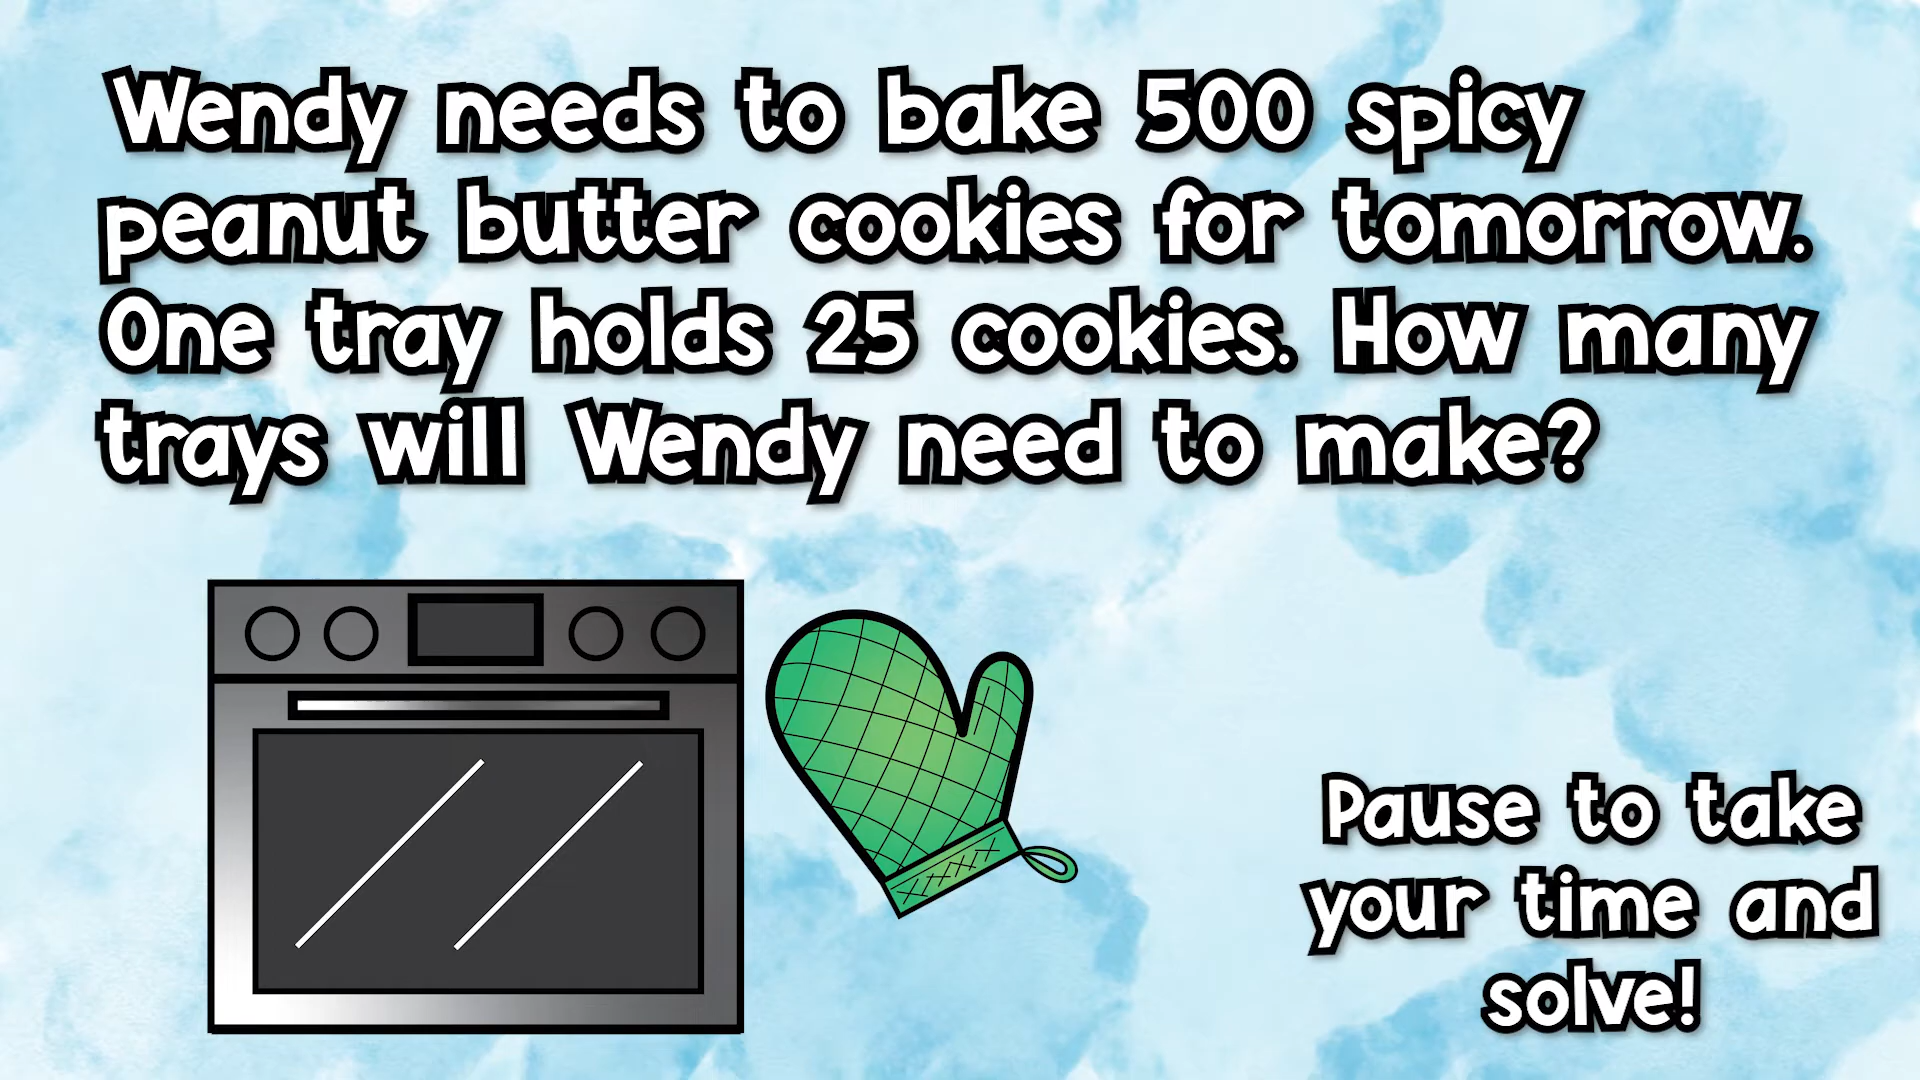 Wendy needs to bake 500 spicy
peanut butter cookies for tomorrow.
One tray holds 25 cookies. How many
trays will Wendy need to make?
Pause to take
your time and
solve!